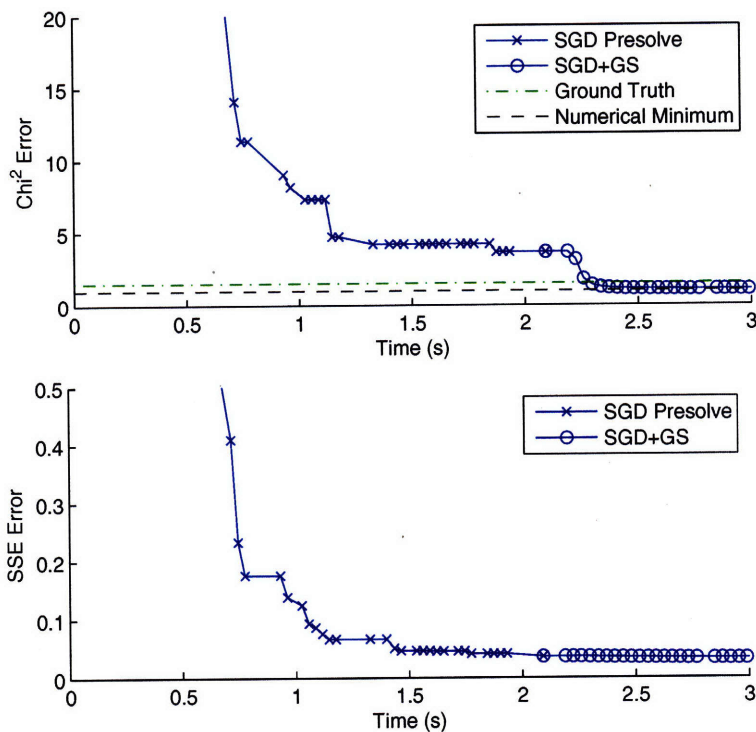 20
15
10
5
0
Chi² Error
SGD Presolve
SGD+GS
Ground Truth
Numerical Minimum
0
0.5
1
1.5
2
2.5
3
Time (s)
0.5
0.4
0.3
0.2
0.1
0
SSE Error
SGD Presolve
SGD+GS
0
0.5
1
1.5
2
2.5
3
Time (s)